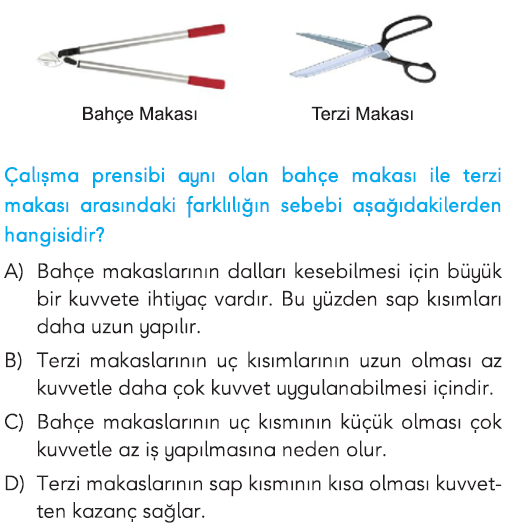 Bahçe Makası Terzi Makası
Çalışma prensibi aynı olan bahçe makası ile terzi
makası arasındaki farklılığın sebebi aşağıdakilerden
hangisidir?
A) Bahçe makaslarının dalları kesebilmesi için büyük
bir kuvvete ihtiyaç vardır. Bu yüzden sap kısımları
daha uzun yapılır.
B) Terzi makaslarının uç kısımlarının uzun olması az
kuvvetle daha çok kuvvet uygulanabilmesi içindir.
C) Bahçe makaslarının uç kısmının küçük olması çok
kuvvetle az iş yapılmasına neden olur.
D) Terzi makaslarının sap kısmının kısa olması kuvvet-
ten kazanç sağlar.